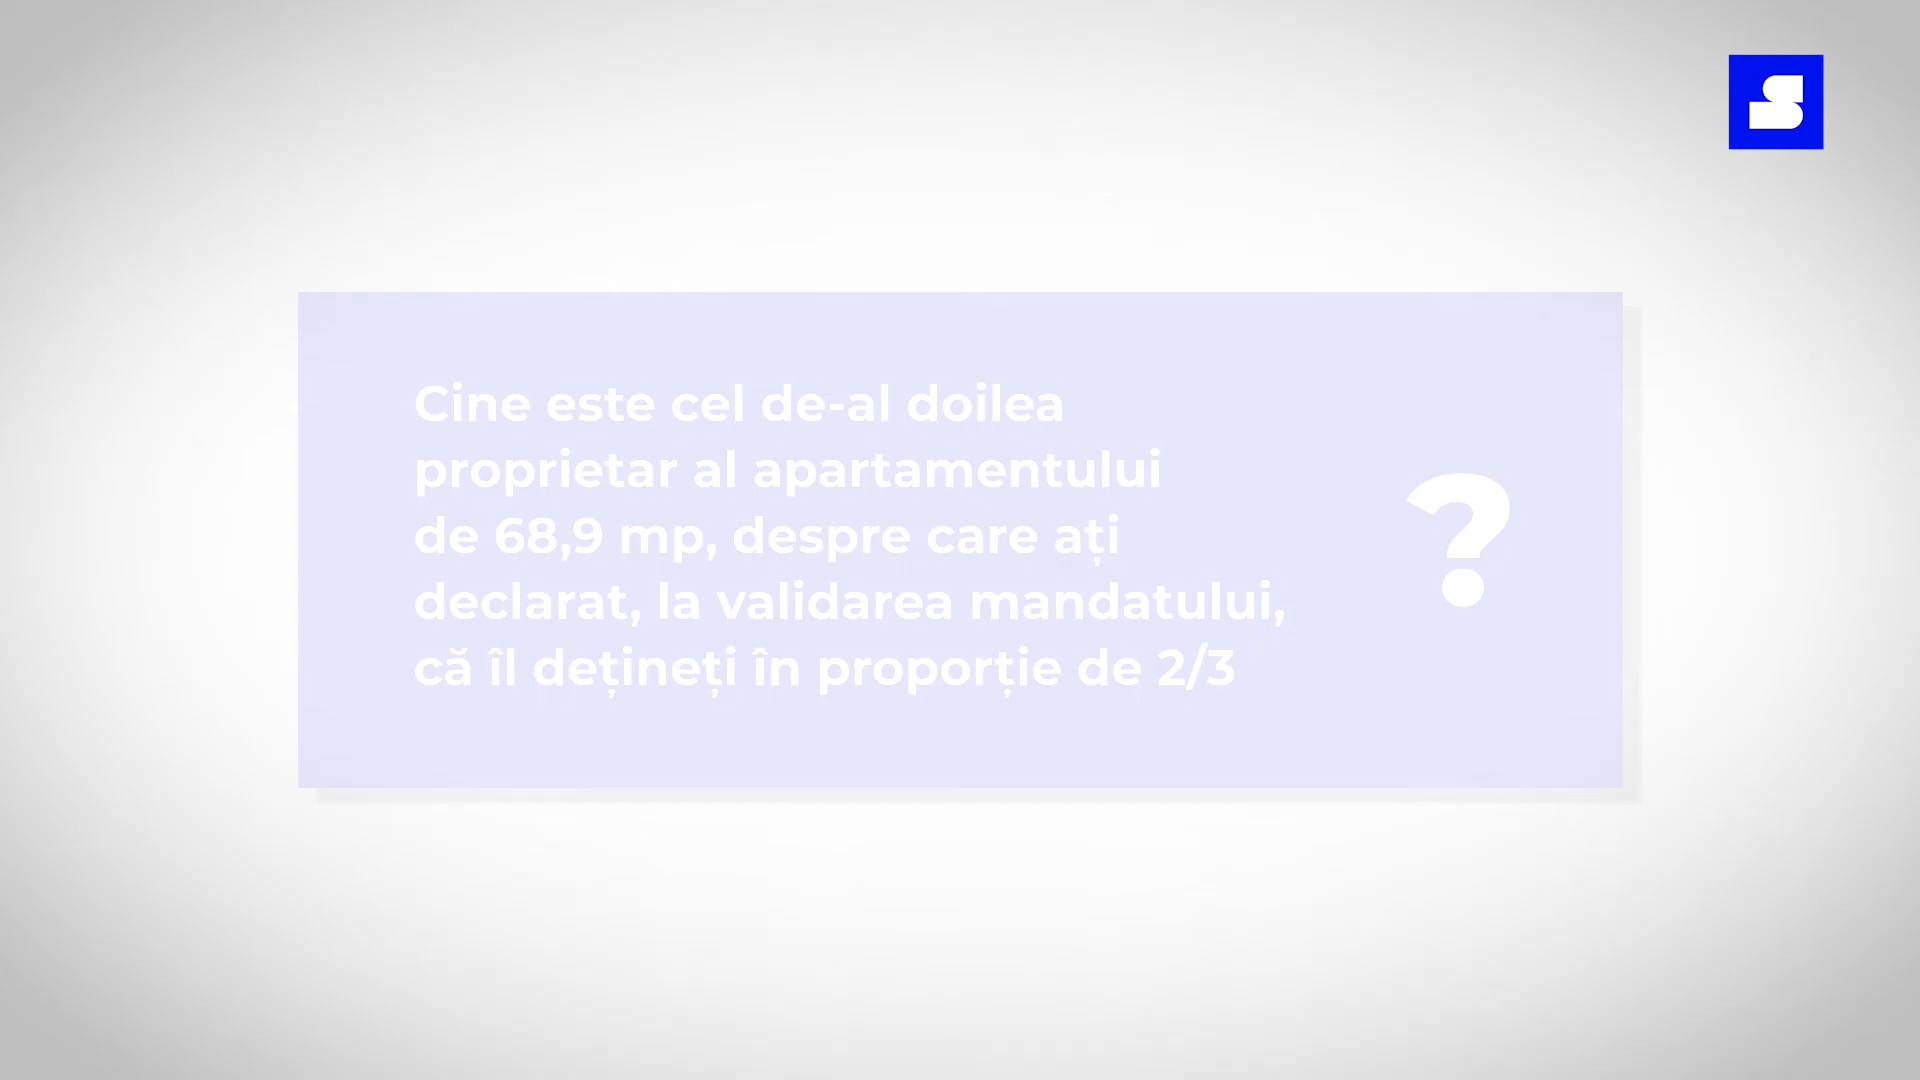 Cine este cel de-al doilea
proprietar al apartamentului
de 68,9 mp, despre care ați
declarat, la validarea mandatului,
că îl dețineți în proporție de 2/3
?